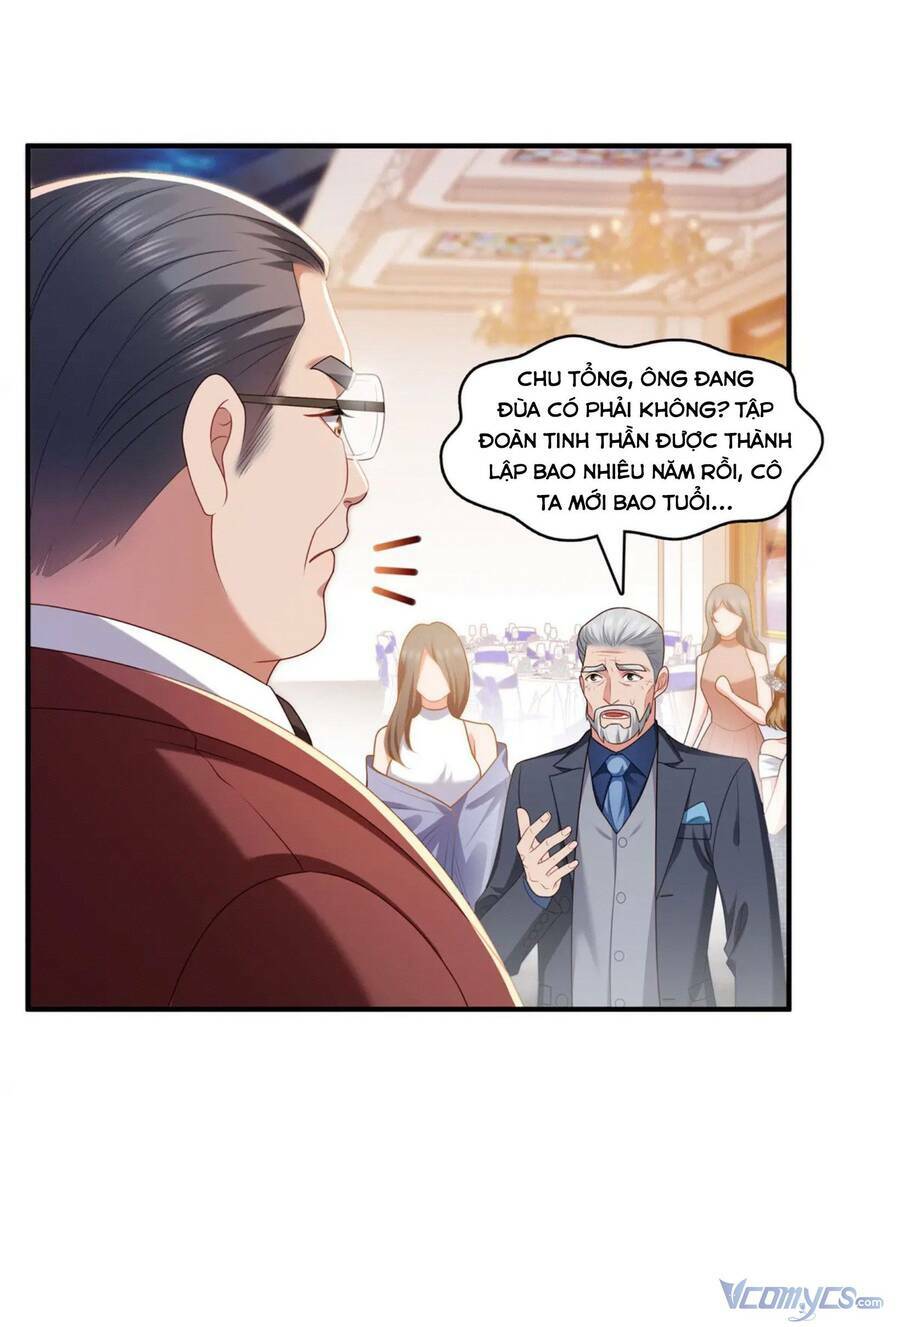 CHU TỔNG, ÔNG ĐANG
ĐÙA CÓ PHẢI KHÔNG? TẬP
ĐOÀN TINH THẦN ĐƯỢC THÀNH
LẬP BAO NHIÊU NĂM RỒI, CÔ
TA MỚI BAO TUỔI...
Vcomycs.com